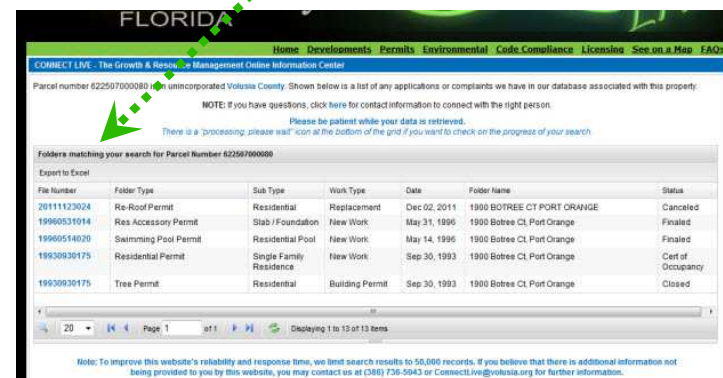 FLORIDA
Home Developments Permits Environmental Code Compliance Licensing See on a Map FAQs
CONNECT LIVE - The Growth & Resource Management Online Information Center
Parcel number 622507000080 is in unincorporated Volusia County. Shown below is a list of any applications or complaints we have in our database associated with this property.
NOTE: If you have questions, click here for contact information to connect with the right person.
Please be patient while your data is retrieved.
There is a "processing, please wait" icon at the bottom of the grid if you want to check on the progress of your search.
Folders matching your search for Parcel Number 622507000080
Export to Excel
File Number Folder Type Sub Type Work Type Date Folder Name Status
20111123024 Re-Roof Permit Residential Replacement Dec 02, 2011 1900 BOTREE CT PORT ORANGE Canceled
19960531014 Res Accessory Permit Slab / Foundation New Work May 31, 1996 1900 Botree Ct, Port Orange Finaled
19960514020 Swimming Pool Permit Residential Pool New Work May 14, 1996 1900 Botree Ct, Port Orange Finaled
19930930175 Residential Permit Single Family Residence New Work Sep 30, 1993 1900 Botree Ct, Port Orange Cert of Occupancy
19930930175 Tree Permit Residential Building Permit Sep 30, 1993 1900 Botree Ct, Port Orange Closed
20 Page 1 of 1 Displaying 1 to 13 of 13 items
Note: To improve this website's reliability and response time, we limit search results to 50,000 records. If you believe that there is additional information not
being provided to you by this website, you may contact us at (386) 736-5943 or ConnectLive@volusia.org for further information.